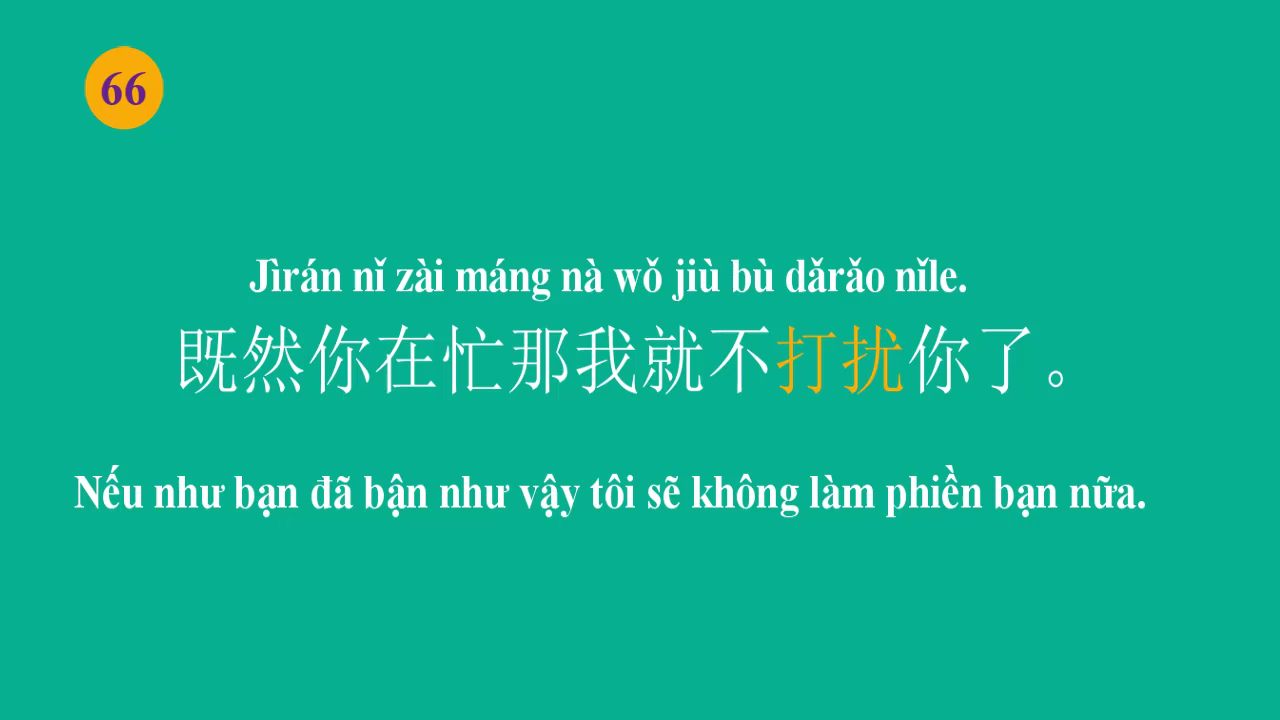 66
Jìrán nǐ zài máng nà wǒ jiù bù dǎrǎo nǐle.
既然你在忙那我就不打扰你了。
Nếu như bạn đã bận như vậy tôi sẽ không làm phiền bạn nữa.